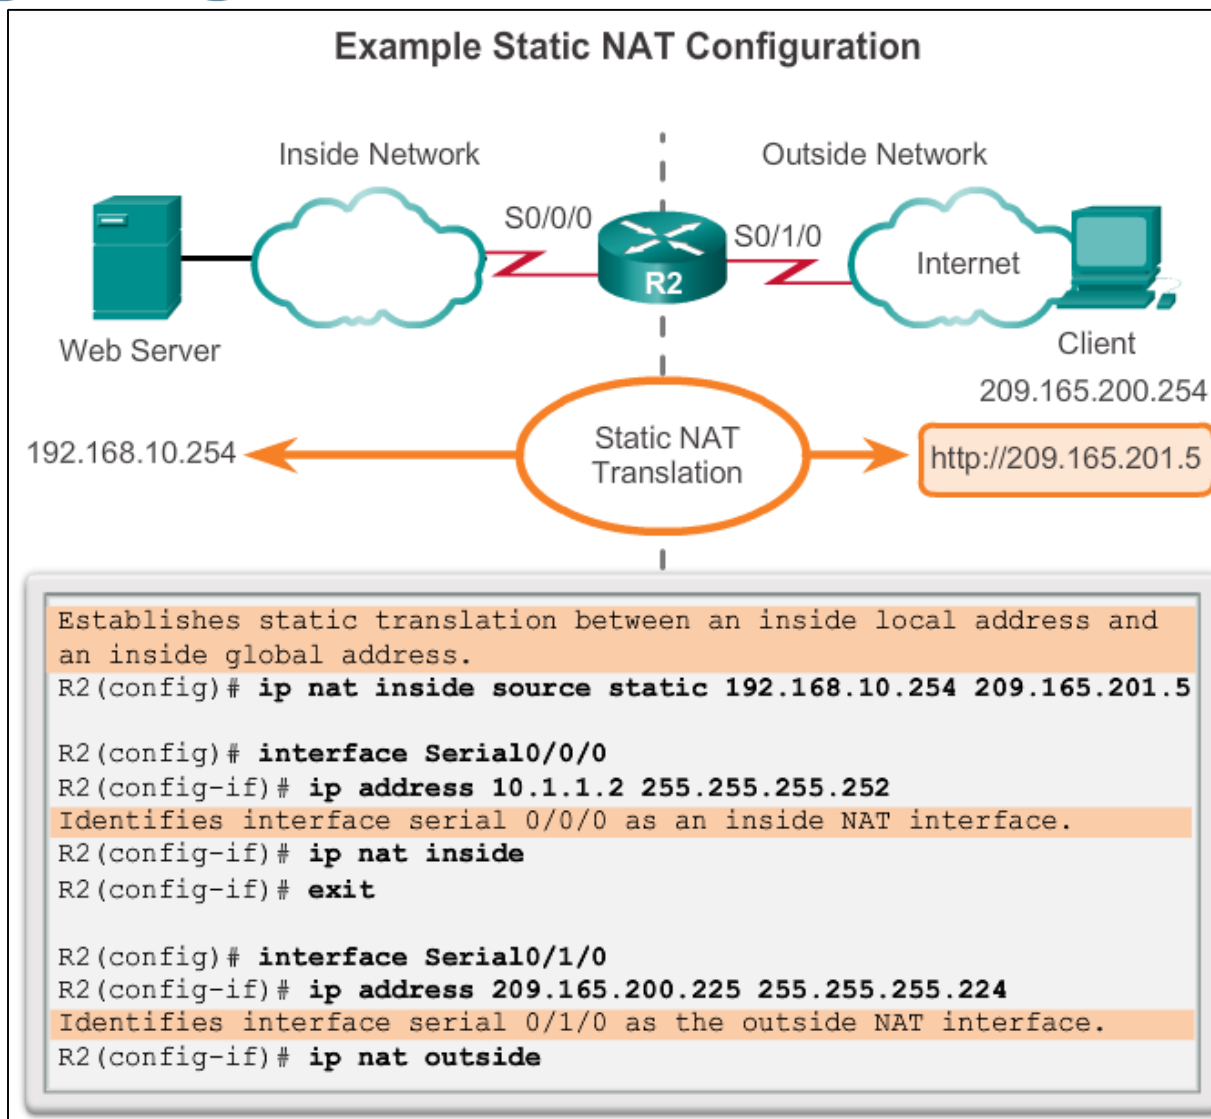 Example Static NAT Configuration
Inside Network
Outside Network
S0/0/0
S0/1/0
R2
Internet
Web Server
Client
209.165.200.254
192.168.10.254
Static NAT
Translation
http://209.165.201.5
Establishes static translation between an inside local address and
an inside global address.
R2(config)# ip nat inside source static 192.168.10.254 209.165.201.5
R2(config)# interface Serial0/0/0
R2(config-if)# ip address 10.1.1.2 255.255.255.252
Identifies interface serial 0/0/0 as an inside NAT interface.
R2(config-if)# ip nat inside
R2(config-if)# exit
R2(config)# interface Serial0/1/0
R2(config-if)# ip address 209.165.200.225 255.255.255.224
Identifies interface serial 0/1/0 as the outside NAT interface.
R2(config-if)# ip nat outside